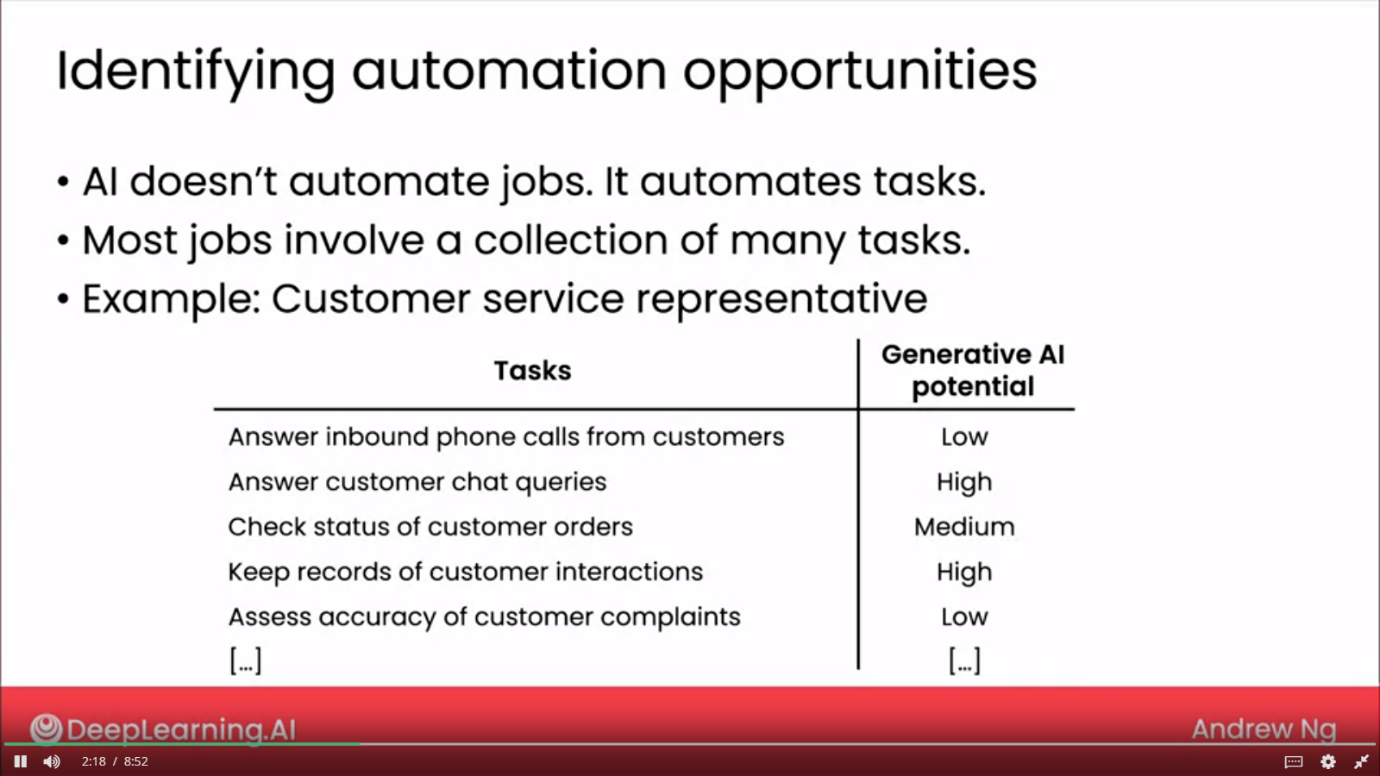 Identifying automation opportunities
• AI doesn’t automate jobs. It automates tasks.
• Most jobs involve a collection of many tasks.
• Example: Customer service representative
Tasks
Generative AI
potential
Answer inbound phone calls from customers Low
Answer customer chat queries High
Check status of customer orders Medium
Keep records of customer interactions High
Assess accuracy of customer complaints Low
[...] [...]
DeepLearning.AI Andrew Ng
2:18 / 8:52